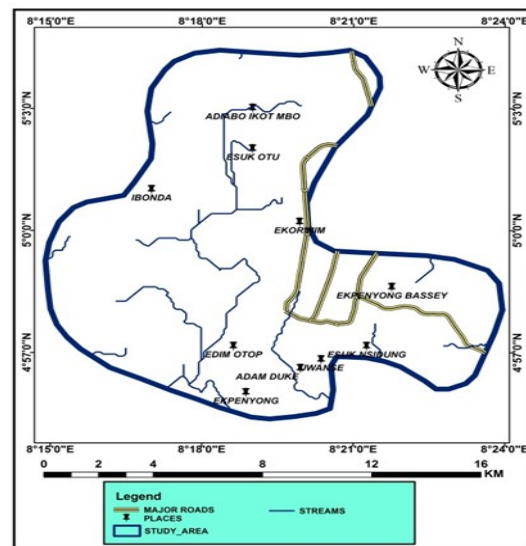 8°15'0"E 8°18'0"E 8°21'0"E 8°24'0"E
N
W E
S
5°3'0"N 5°3'0"N
ADIABO IKOT MBO
ESUK OTU
IBONDA
EKORINIM
5°0'0"N 5°0'0"N
EKPENYONG BASSEY
4°57'0"N 4°57'0"N
EDIM OTOP
ESUK NSIDUNG
UWANSE
ADAM DUKE
EKPENYONG
8°15'0"E 8°18'0"E 8°21'0"E 8°24'0"E
0 2 4 8 12 16
KM
Legend
MAJOR ROADS
STREAMS
PLACES
STUDY_AREA